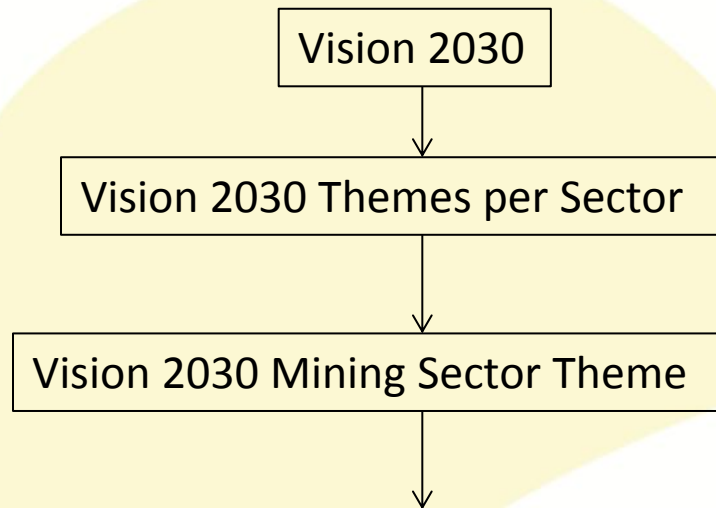 Vision 2030
Vision 2030 Themes per Sector
Vision 2030 Mining Sector Theme